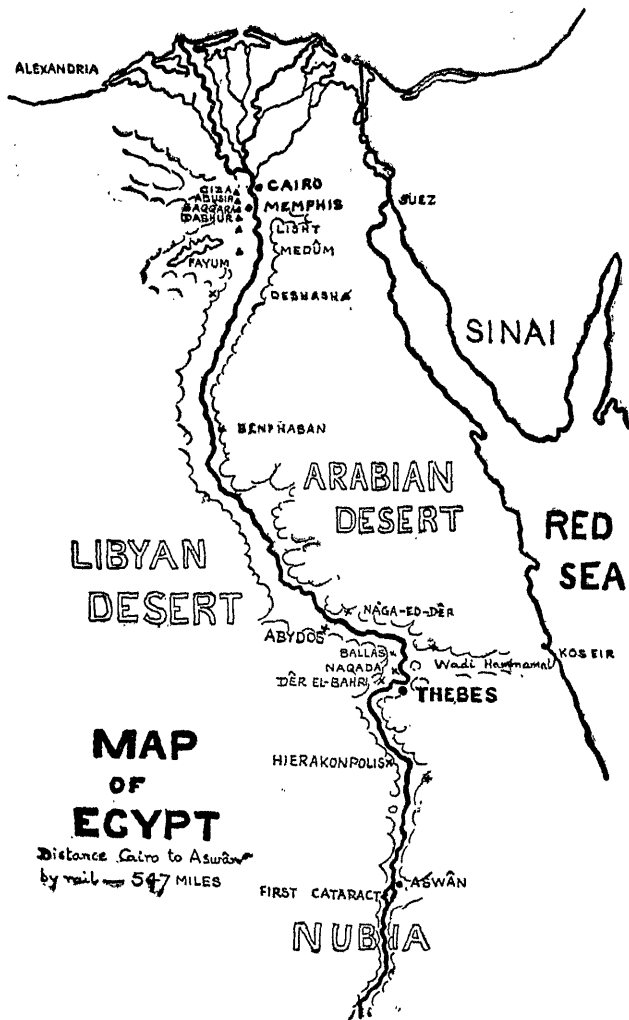 ALEXANDRIA
GIZA
ABUSIR
SAQQARA
DASHUR
CAIRO
MEMPHIS
LISHT
MEDÛM
FAYUM
SUEZ
DESHASHA
SINAI
BENIHASAN
ARABIAN
DESERT
RED
SEA
LIBYAN
DESERT
NAGA-ED-DÊR
ABYDOS
BALLAS
NAQADA
DÊR EL-BAHRI
Wadi Hammamat
KOSEIR
THEBES
HIERAKONPOLIS
MAP
OF
EGYPT
Distance Cairo to Aswân
by rail — 547 MILES
FIRST CATARACT
ASWÂN
NUBIA